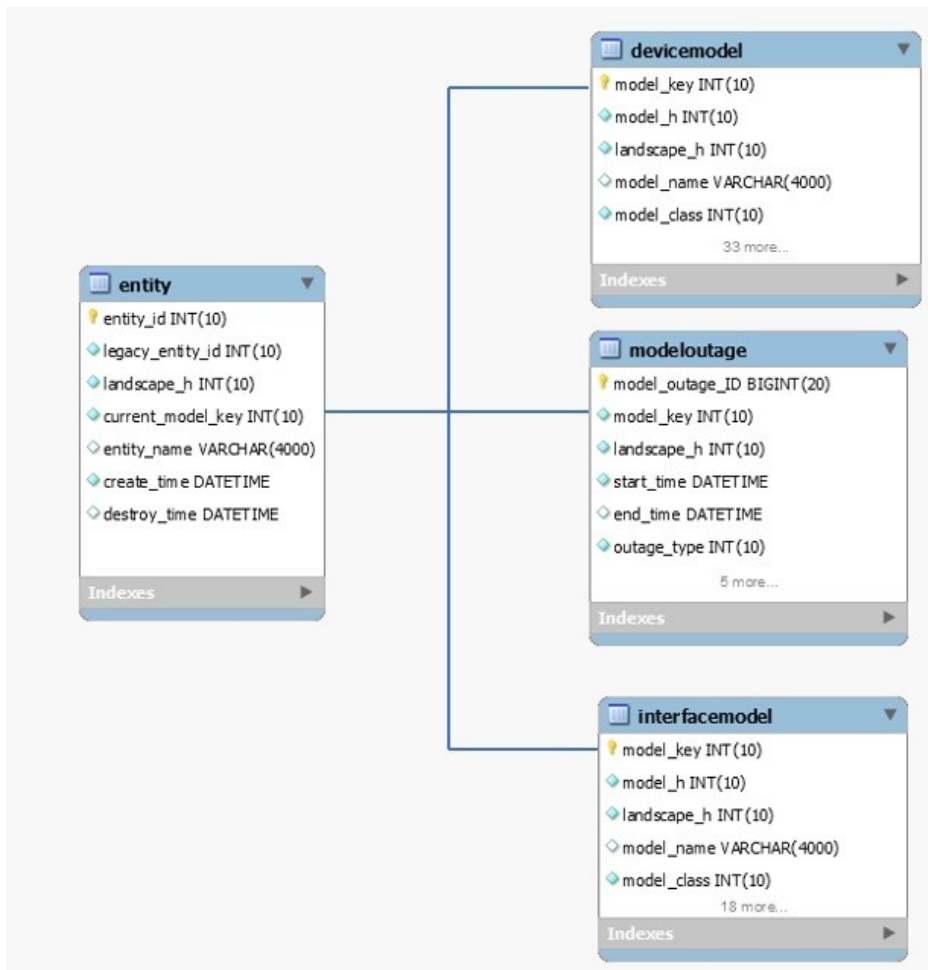 devicemodel
model_key INT(10)
model_h INT(10)
landscape_h INT(10)
model_name VARCHAR(4000)
model_class INT(10)
33 more...
Indexes
entity
entity_id INT(10)
legacy_entity_id INT(10)
landscape_h INT(10)
current_model_key INT(10)
entity_name VARCHAR(4000)
create_time DATETIME
destroy_time DATETIME
Indexes
modeloutage
model_outage_ID BIGINT(20)
model_key INT(10)
landscape_h INT(10)
start_time DATETIME
end_time DATETIME
outage_type INT(10)
5 more...
Indexes
interfacemodel
model_key INT(10)
model_h INT(10)
landscape_h INT(10)
model_name VARCHAR(4000)
model_class INT(10)
18 more...
Indexes